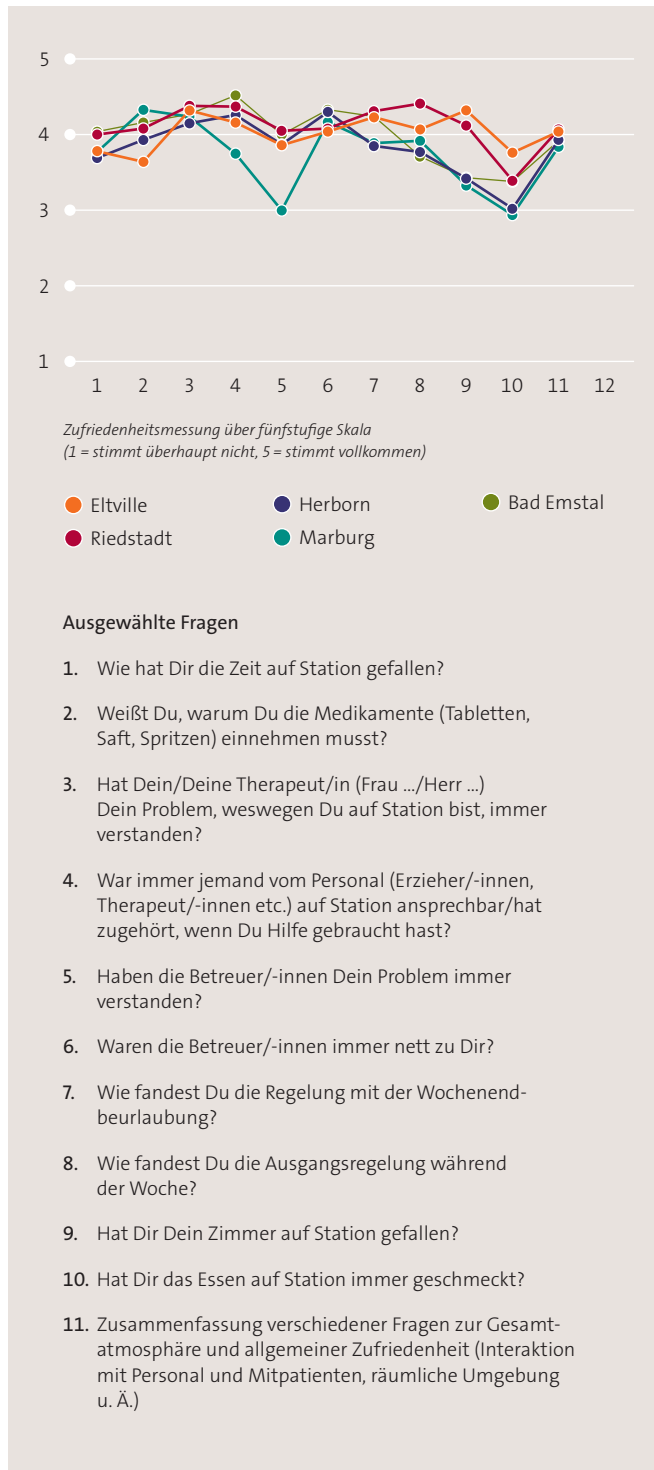 5
4
3
2
1
1 2 3 4 5 6 7 8 9 10 11 12
Zufriedenheitsmessung über fünfstufige Skala
(1 = stimmt überhaupt nicht, 5 = stimmt vollkommen)
Eltville Herborn Bad Emstal
Riedstadt Marburg
Ausgewählte Fragen
1. Wie hat Dir die Zeit auf Station gefallen?
2. Weißt Du, warum Du die Medikamente (Tabletten,
Saft, Spritzen) einnehmen musst?
3. Hat Dein/Deine Therapeut/in (Frau .../Herr ...)
Dein Problem, weswegen Du auf Station bist, immer
verstanden?
4. War immer jemand vom Personal (Erzieher/-innen,
Therapeut/-innen etc.) auf Station ansprechbar/hat
zugehört, wenn Du Hilfe gebraucht hast?
5. Haben die Betreuer/-innen Dein Problem immer
verstanden?
6. Waren die Betreuer/-innen immer nett zu Dir?
7. Wie fandest Du die Regelung mit der Wochenend-
beurlaubung?
8. Wie fandest Du die Ausgangsregelung während
der Woche?
9. Hat Dir Dein Zimmer auf Station gefallen?
10. Hat Dir das Essen auf Station immer geschmeckt?
11. Zusammenfassung verschiedener Fragen zur Gesamt-
atmosphäre und allgemeiner Zufriedenheit (Interaktion
mit Personal und Mitpatienten, räumliche Umgebung
u. Ä.)